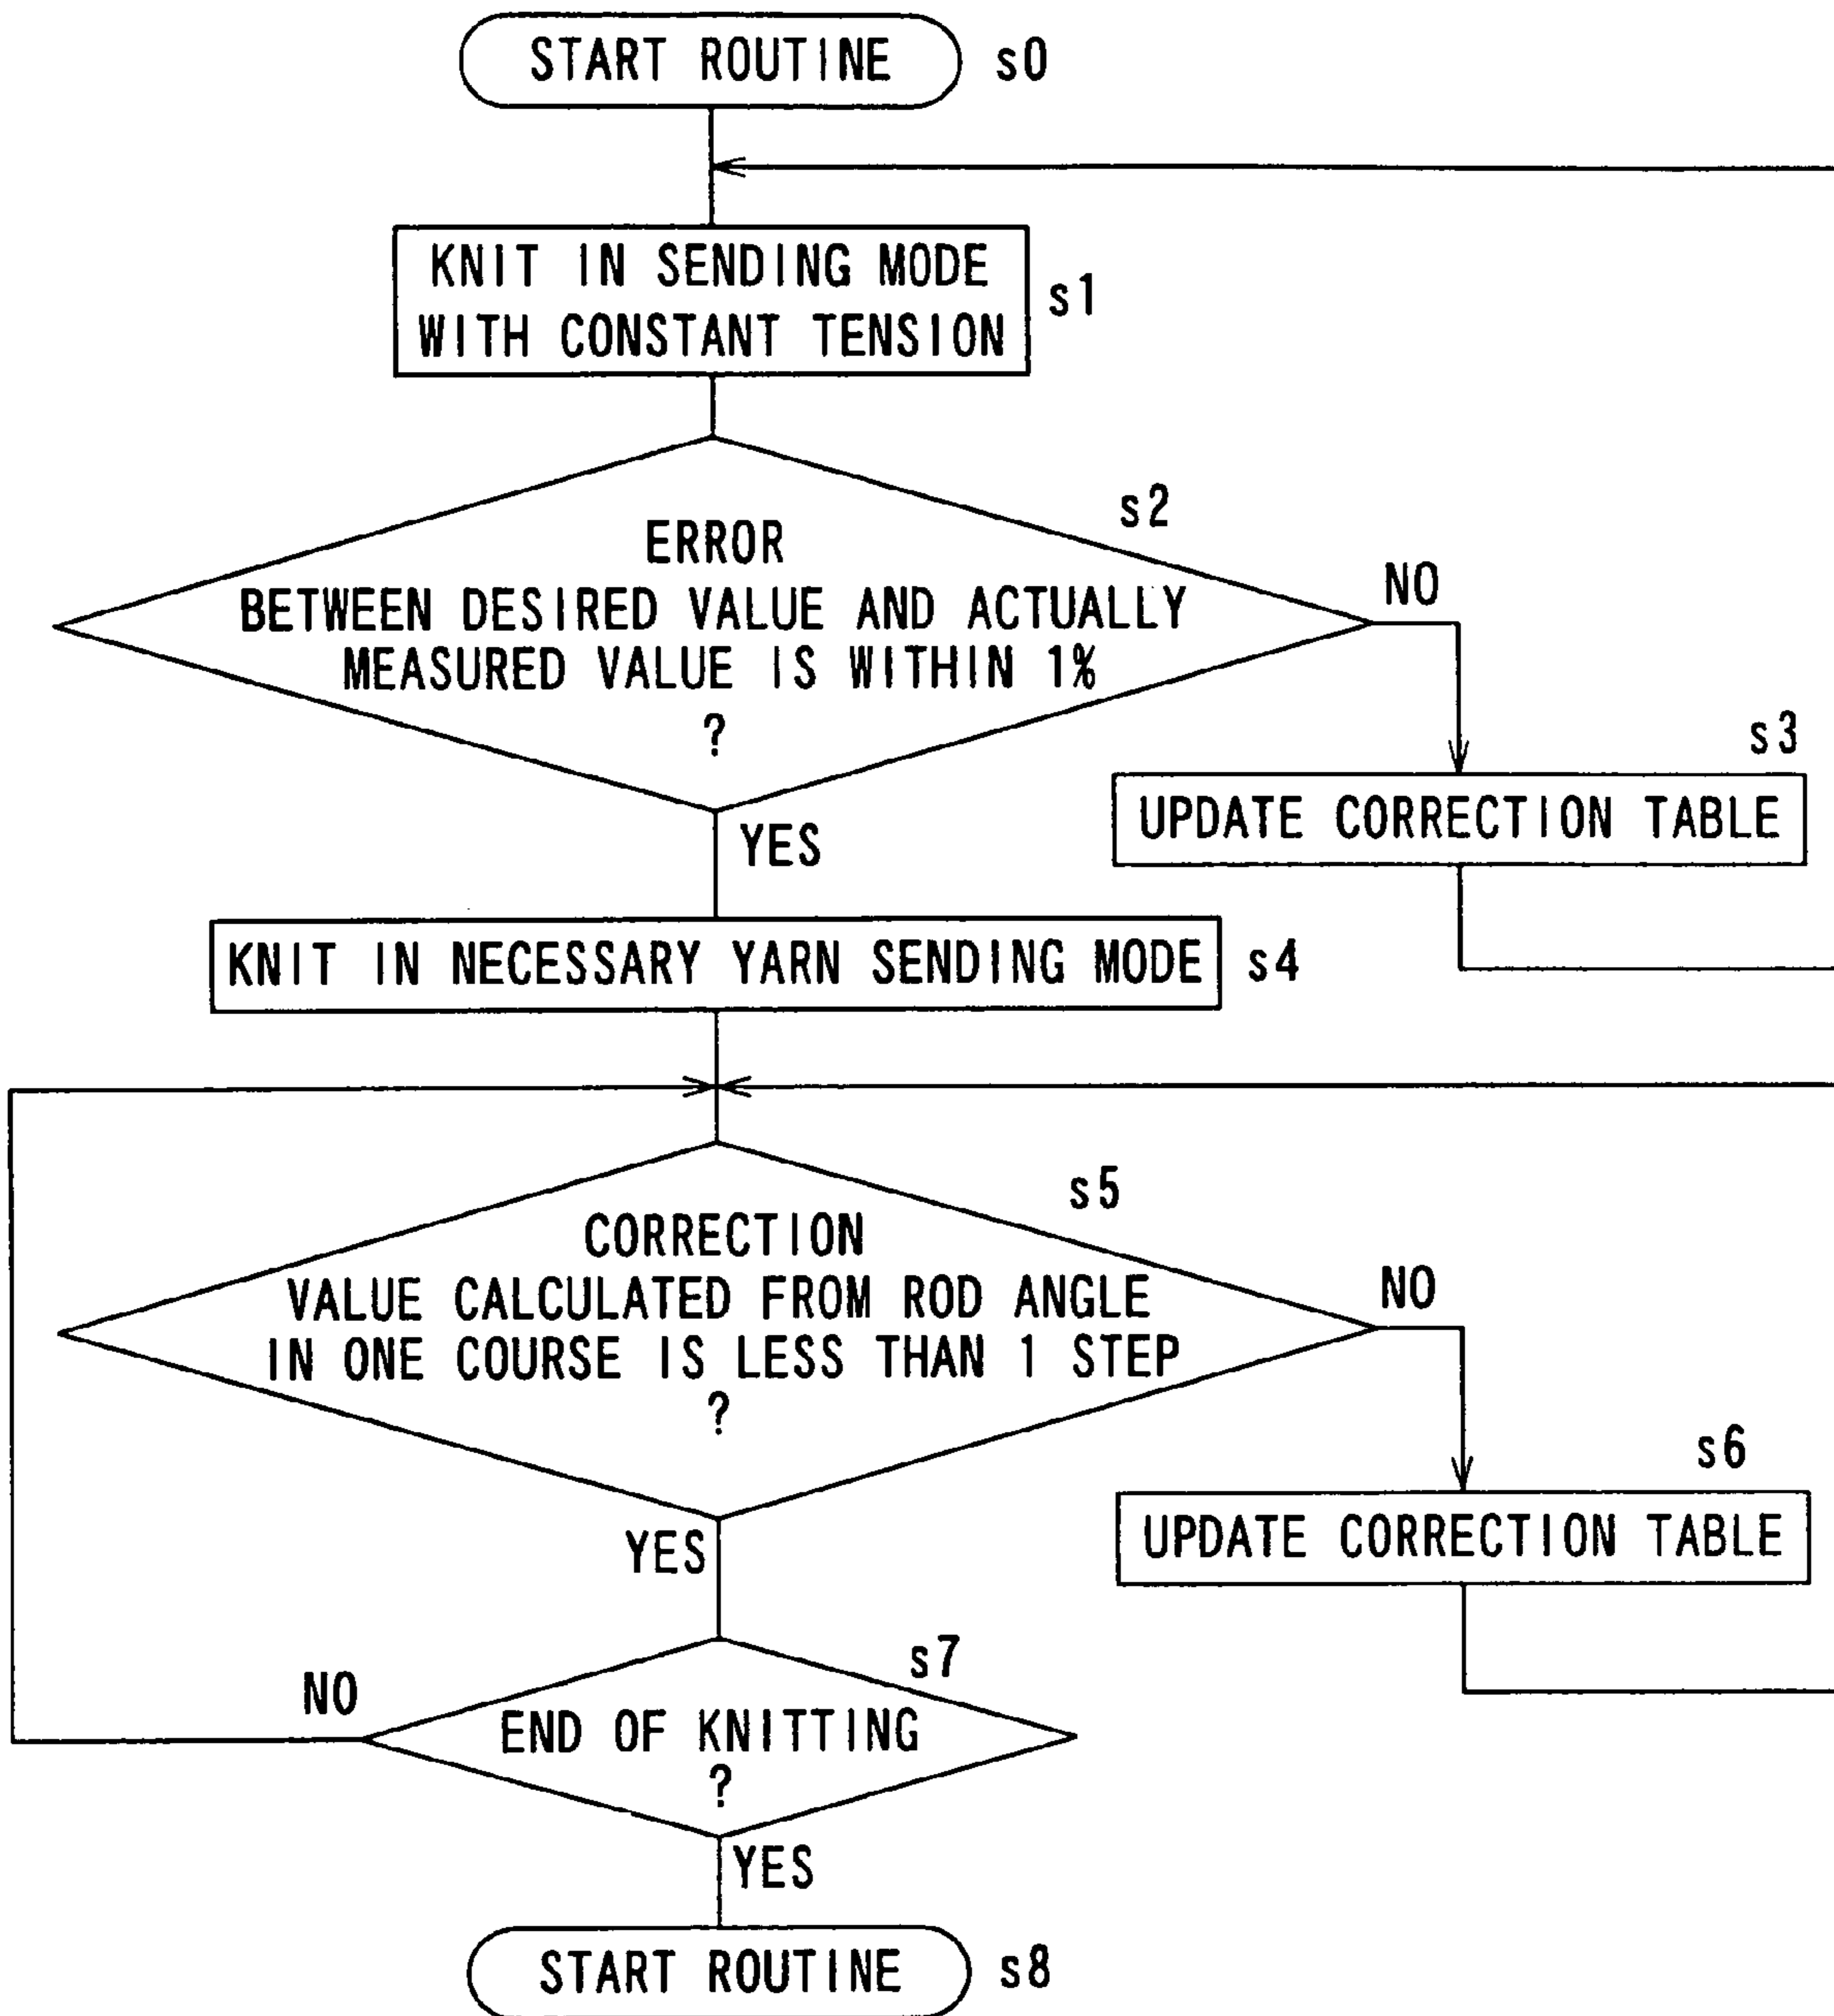 START ROUTINE s0
KNIT IN SENDING MODE
WITH CONSTANT TENSION
s1
s2
ERROR
BETWEEN DESIRED VALUE AND ACTUALLY
MEASURED VALUE IS WITHIN 1%
?
NO
s3
UPDATE CORRECTION TABLE
YES
KNIT IN NECESSARY YARN SENDING MODE s4
s5
CORRECTION
VALUE CALCULATED FROM ROD ANGLE
IN ONE COURSE IS LESS THAN 1 STEP
?
NO
s6
UPDATE CORRECTION TABLE
YES
s7
NO
END OF KNITTING
?
YES
START ROUTINE s8